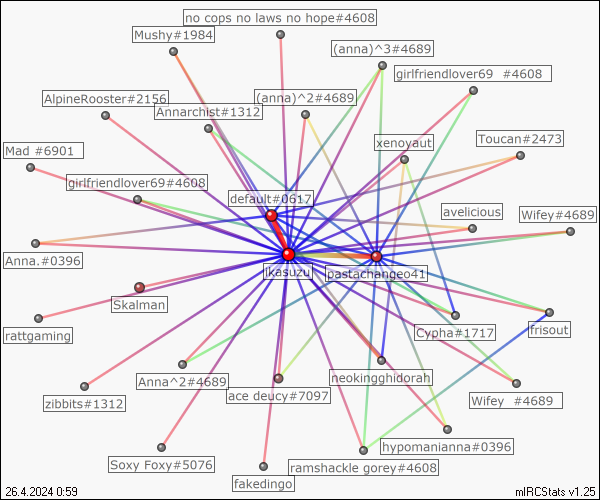 no cops no laws no hope#4608
Mushy#1984
(anna)^3#4689
girlfriendlover69 #4608
AlpineRooster#2156
(anna)^2#4689
Annarchist#1312
Toucan#2473
xenoyaut
Mad #6901
girlfriendlover69#4608
default#0617
avelicious
Wifey#4689
Anna.#0396
jkasuzu
pastachangeo41
Skalman
rattgaming
Cypha#1717
frisout
Anna^2#4689
neokingghidorah
ace deucy#7097
zibbits#1312
Wifey #4689
hypomanianna#0396
Soxy Foxy#5076
ramshackle gorey#4608
fakedingo
26.4.2024 0:59
mIRCStats v1.25